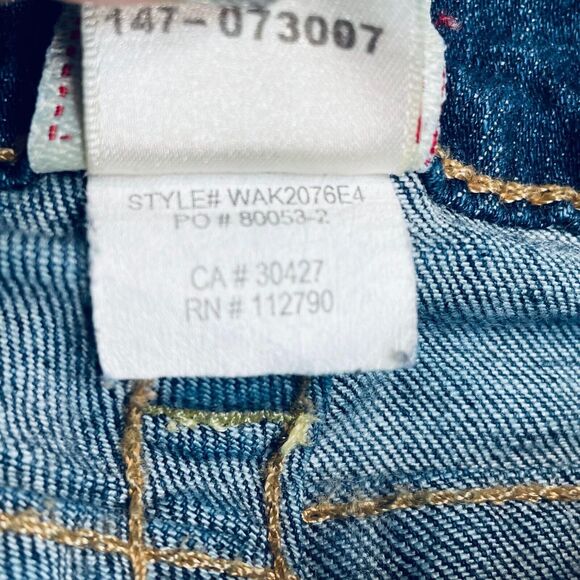 147-073007
STYLE# WAK2076E4
PO # 80053-2
CA # 30427
RN # 112790